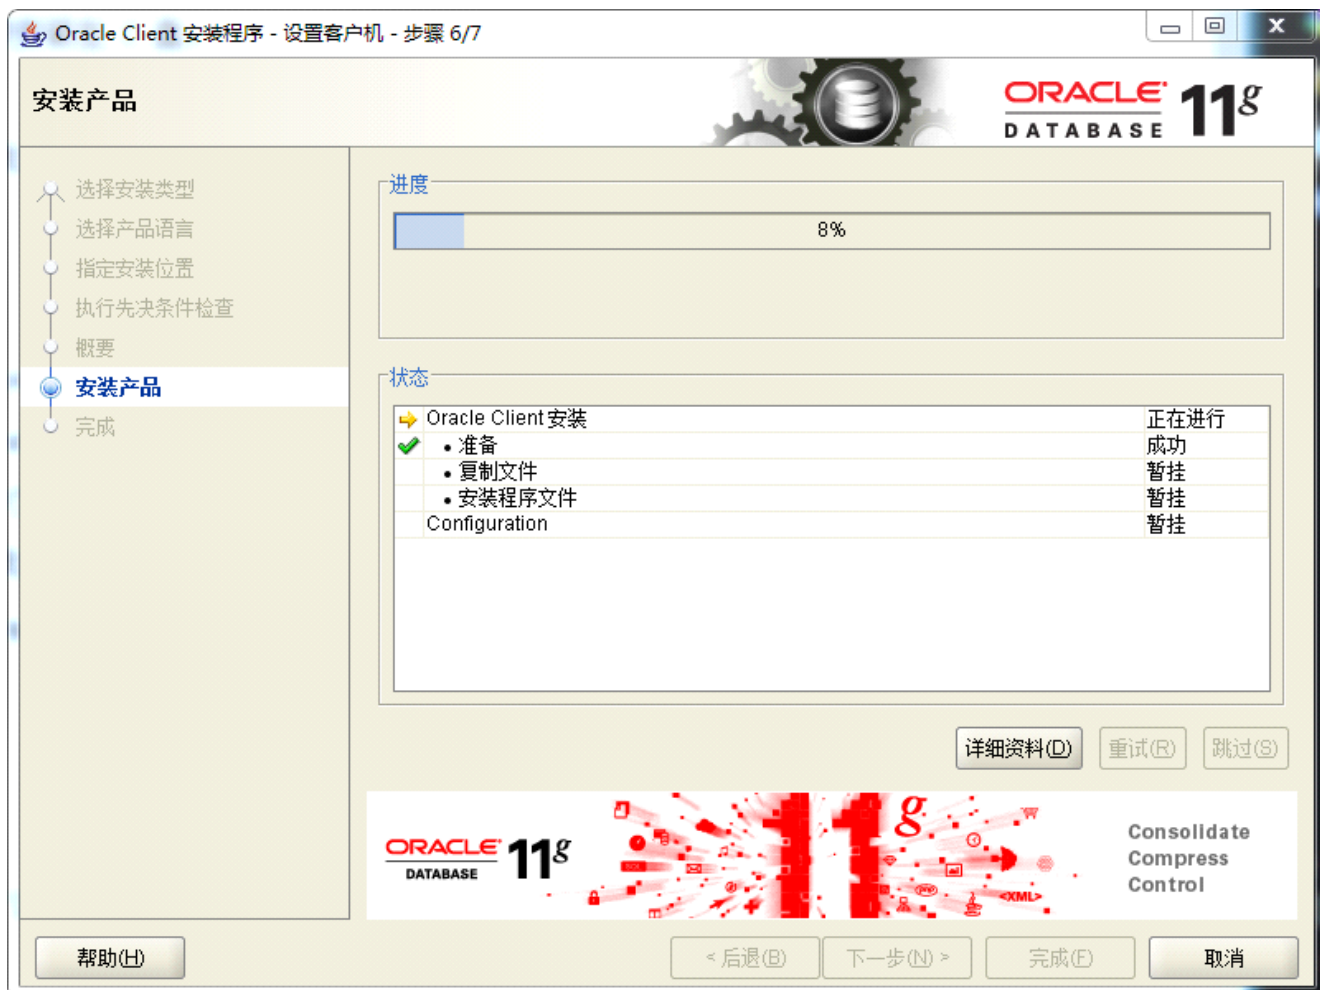 Oracle Client 安装程序 - 设置客户机 - 步骤 6/7
安装产品
ORACLE
DATABASE
11g
选择安装类型
选择产品语言
指定安装位置
执行先决条件检查
概要
安装产品
完成
进度
8%
状态
Oracle Client 安装 正在进行
• 准备 成功
• 复制文件 暂挂
• 安装程序文件 暂挂
Configuration 暂挂
详细资料(D) 重试(R) 跳过(S)
ORACLE
DATABASE
11g
11g
<XML>
Consolidate
Compress
Control
帮助(H) < 后退(B) 下一步(N) > 完成(F) 取消